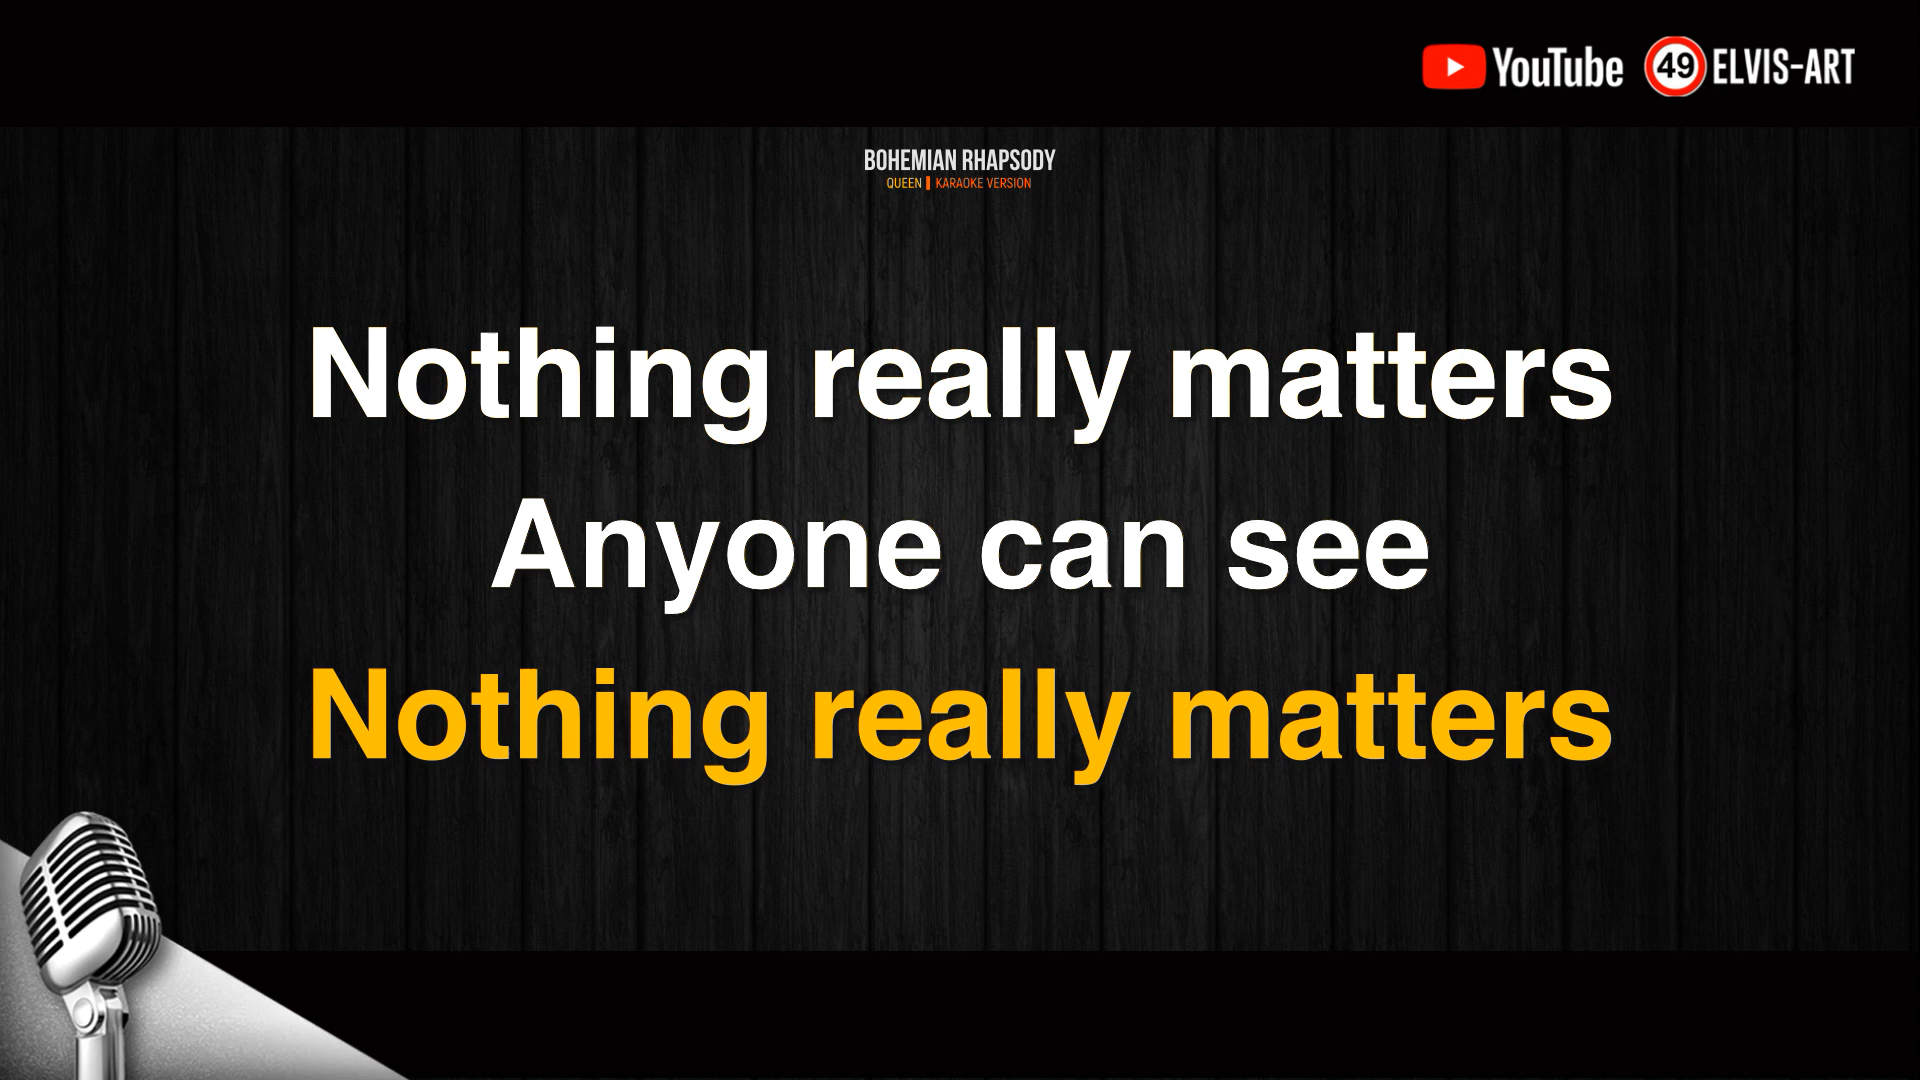 YouTube 49 ELVIS-ART
BOHEMIAN RHAPSODY
QUEEN | KARAOKE VERSION
Nothing really matters
Anyone can see
Nothing really matters